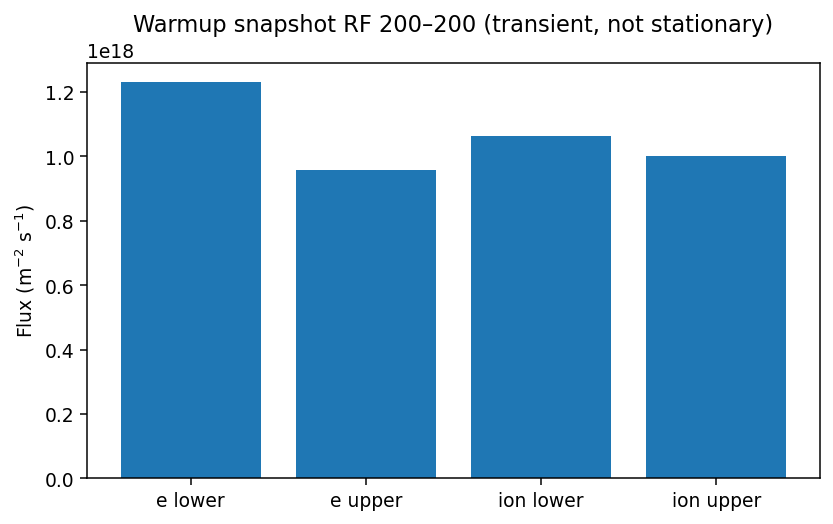 Warmup snapshot RF 200–200 (transient, not stationary)
1e18
Flux (m⁻² s⁻¹)
1.2
1.0
0.8
0.6
0.4
0.2
0.0
e lower e upper ion lower ion upper